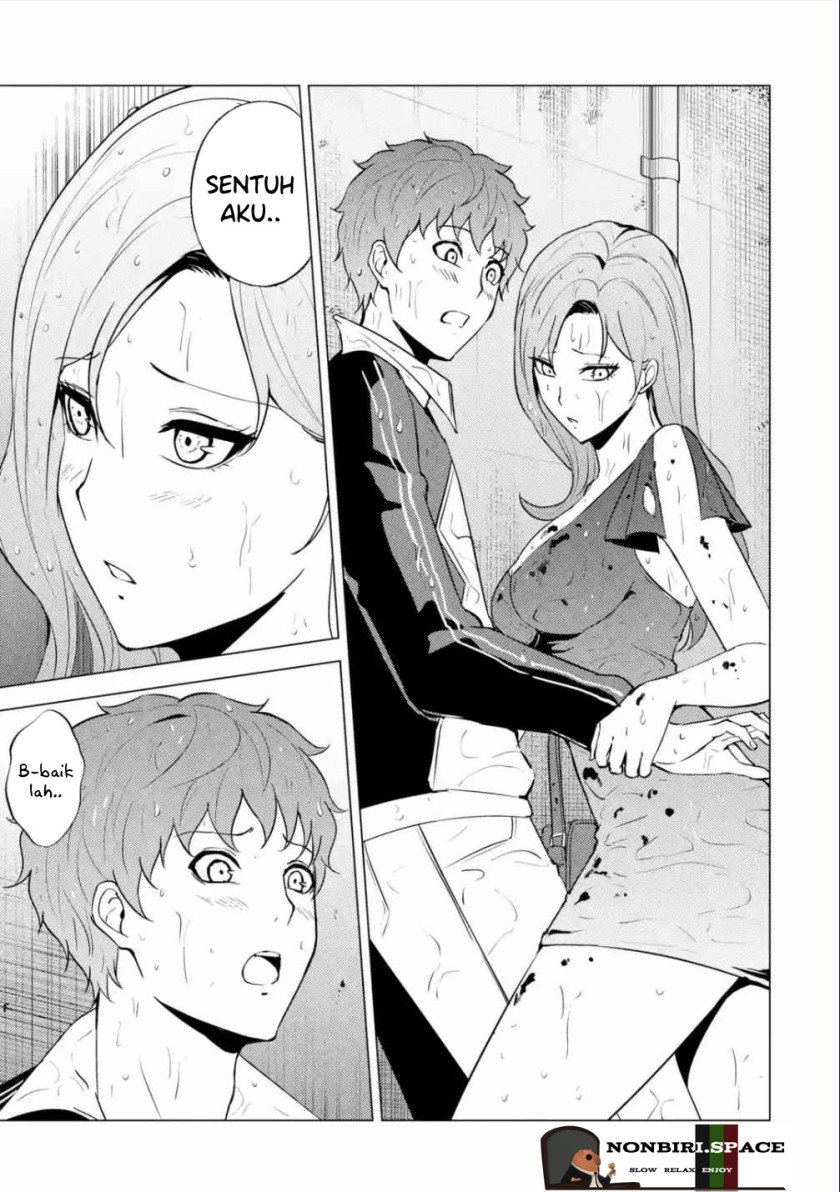 SENTUH
AKU..
B-baik
lah..
NONBIRI.SPACE
SLOW RELAX ENJOY